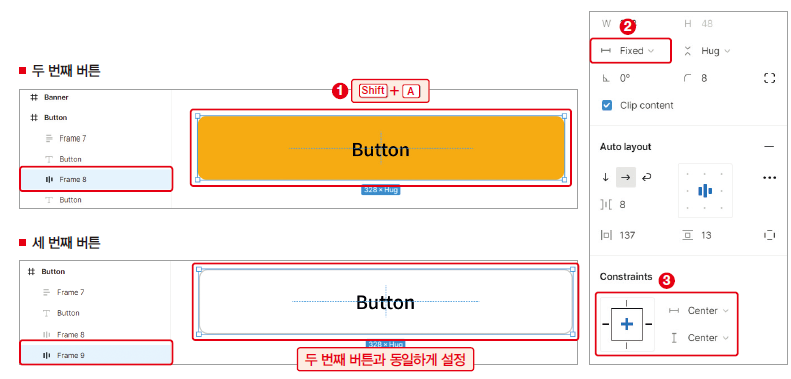 두 번째 버튼
Banner
Button
Frame 7
Button
Frame 8
Button
1 Shift + A
Button
328 × Hug
세 번째 버튼
Button
Frame 7
Button
Frame 8
Frame 9
Button
328 × Hug
두 번째 버튼과 동일하게 설정
W
H 48
2
Fixed
Hug
0°
8
Clip content
Auto layout
8
137
13
Constraints
3
Center
Center